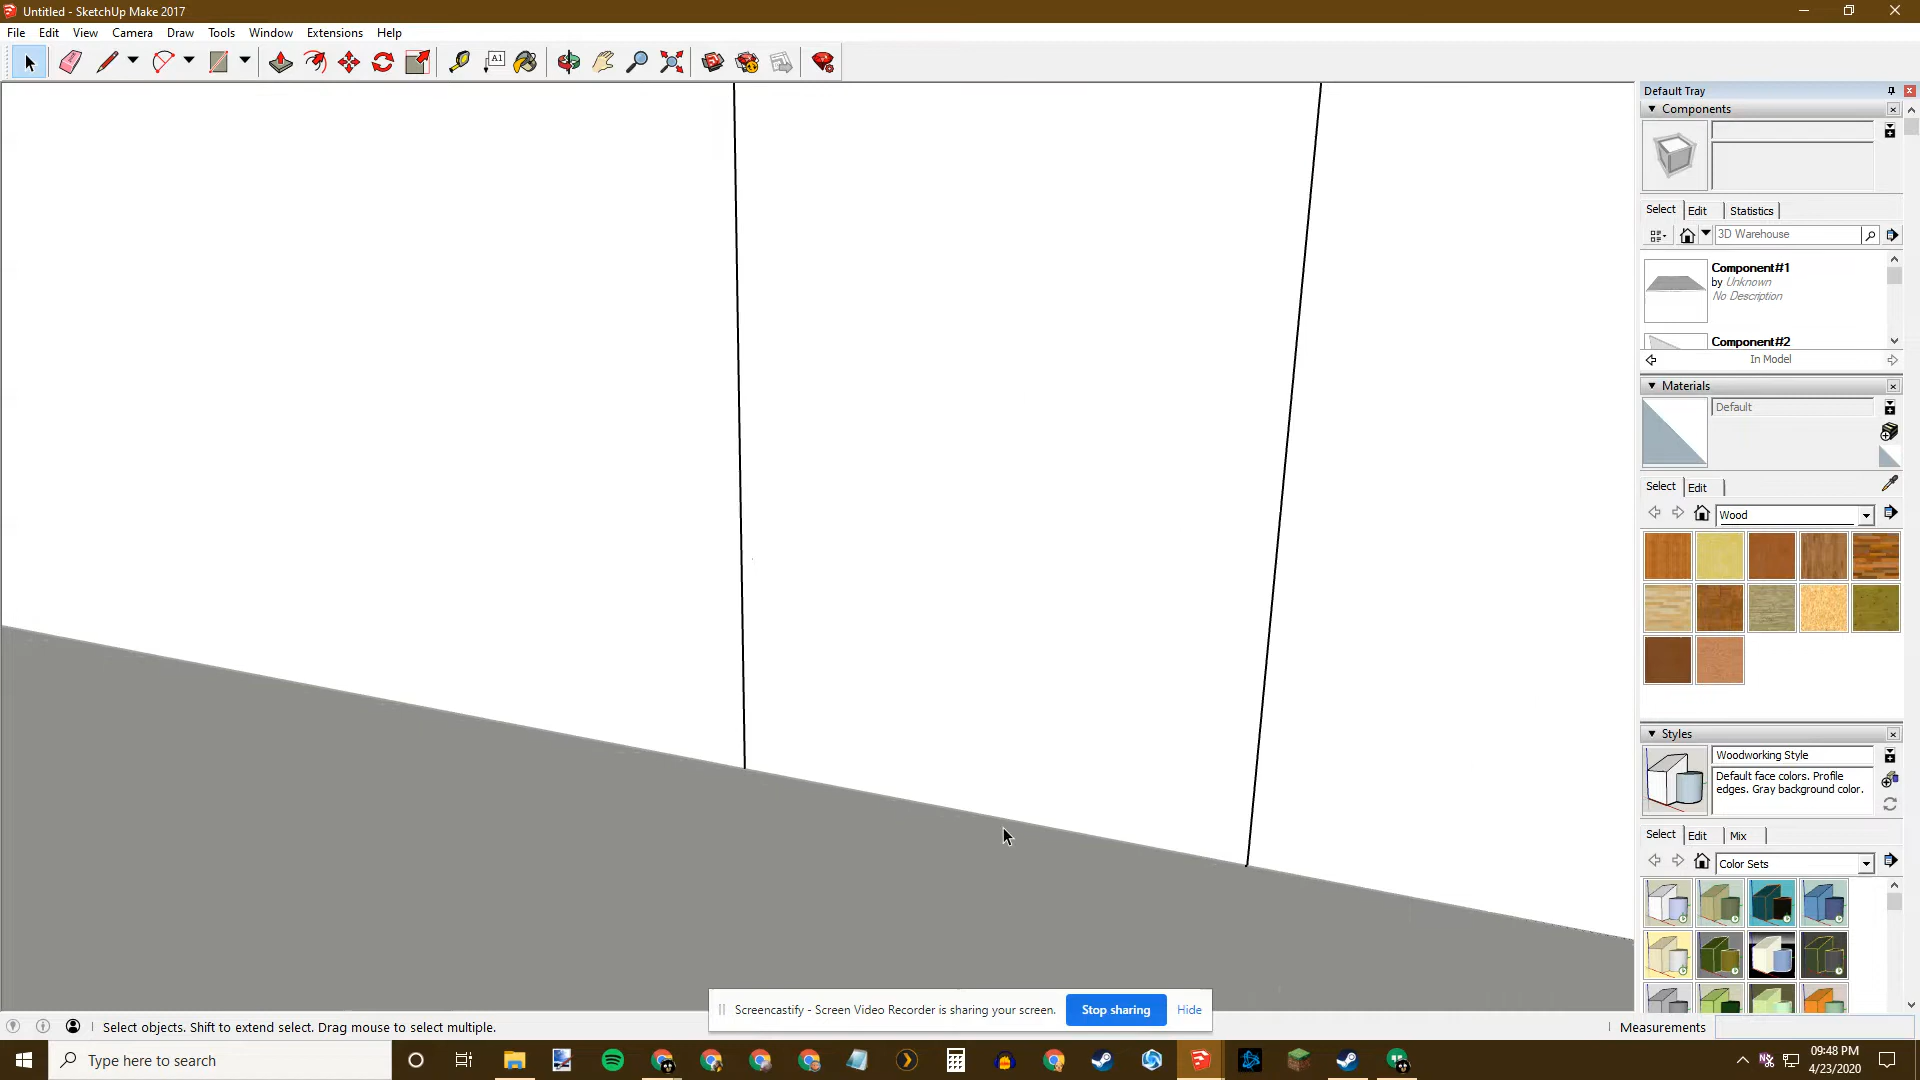 Untitled - SketchUp Make 2017
File Edit View Camera Draw Tools Window Extensions Help
A1
Default Tray
Components
Select Edit Statistics
3D Warehouse
Component#1
by Unknown
No Description
Component#2
In Model
Materials
Default
Select Edit
Wood
Styles
Woodworking Style
Default face colors. Profile
edges. Gray background color.
Select Edit Mix
Color Sets
Screencastify - Screen Video Recorder is sharing your screen. Stop sharing Hide
Select objects. Shift to extend select. Drag mouse to select multiple.
Measurements
Type here to search
09:48 PM
4/23/2020